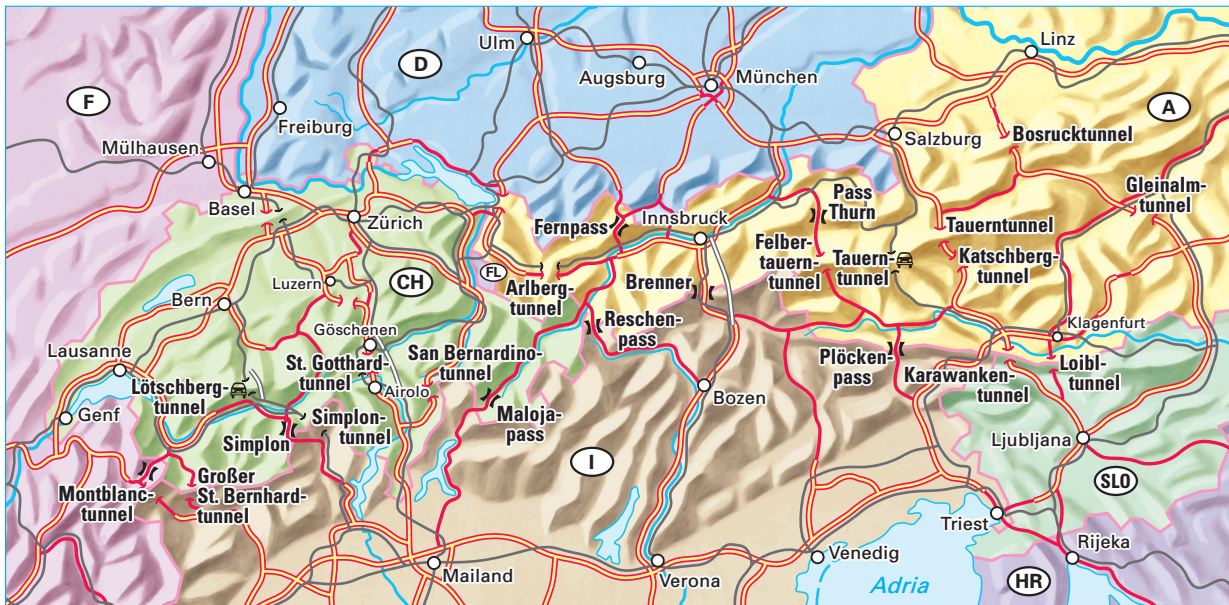 Linz
Ulm
D
Augsburg
München
F
A
Freiburg
Salzburg
Bosrucktunnel
Mülhausen
Gleinalm-
tunnel
Basel
Zürich
Pass
Thurn
Fernpass
Innsbruck
Tauerntunnel
Felber-
tauern-
tunnel
Tauern-
tunnel
Katschberg-
tunnel
FL
CH
Luzern
Arlberg-
tunnel
Brenner
Bern
Göschenen
Reschen-
pass
Klagenfurt
Lausanne
St. Gotthard-
tunnel
San Bernardino-
tunnel
Plöcken-
pass
Karawanken-
tunnel
Loibl-
tunnel
Lötschberg-
tunnel
Airolo
Bozen
Genf
Simplon-
tunnel
Maloja-
pass
Simplon
Ljubljana
I
Großer
St. Bernhard-
tunnel
Montblanc-
tunnel
SLO
Triest
Rijeka
Venedig
Mailand
Verona
Adria
HR